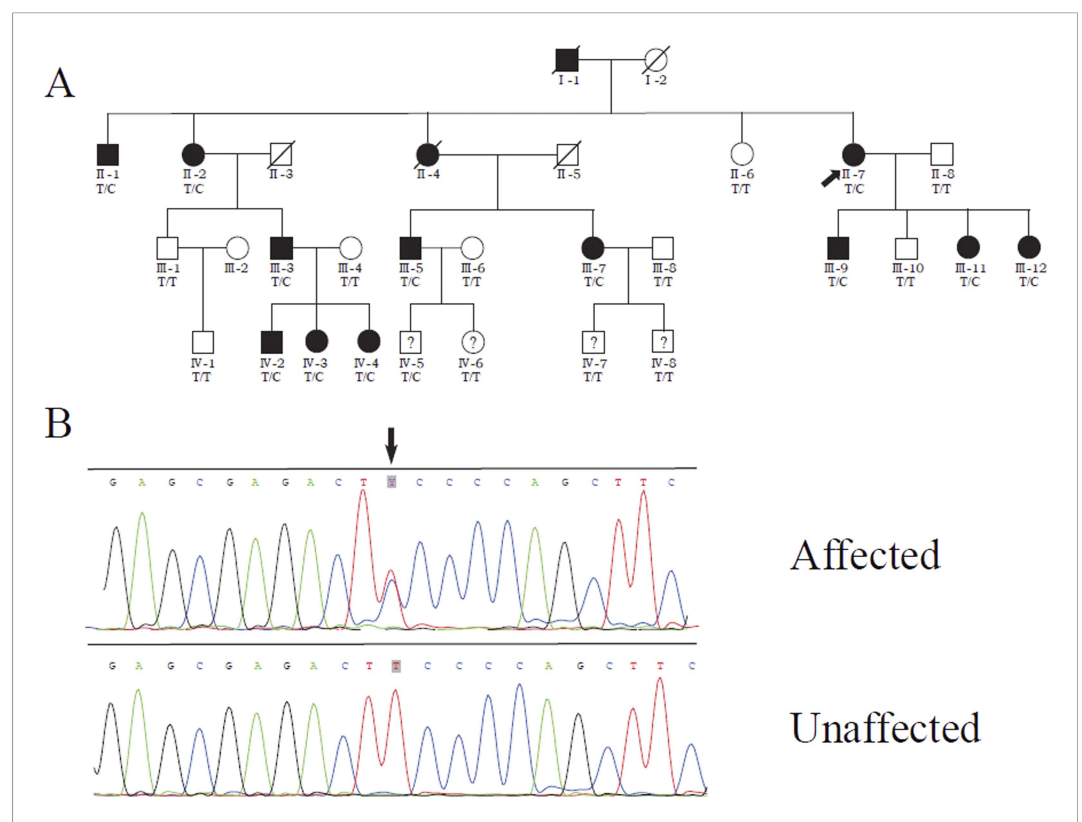 A
I-1 I-2
II-1 II-2 II-3 II-4 II-5 II-6 II-7 II-8
T/C T/C T/T T/C T/T
III-1 III-2 III-3 III-4 III-5 III-6 III-7 III-8 III-9 III-10 III-11 III-12
T/T T/C T/T T/C T/T T/C T/T T/C T/T T/C T/C
? ? ? ?
IV-1 IV-2 IV-3 IV-4 IV-5 IV-6 IV-7 IV-8
T/T T/C T/C T/C T/C T/T T/T T/T
B
G A G C G A G A C T T C C C C A G C T T C
Affected
G A G C G A G A C T T C C C C A G C T T C
Unaffected